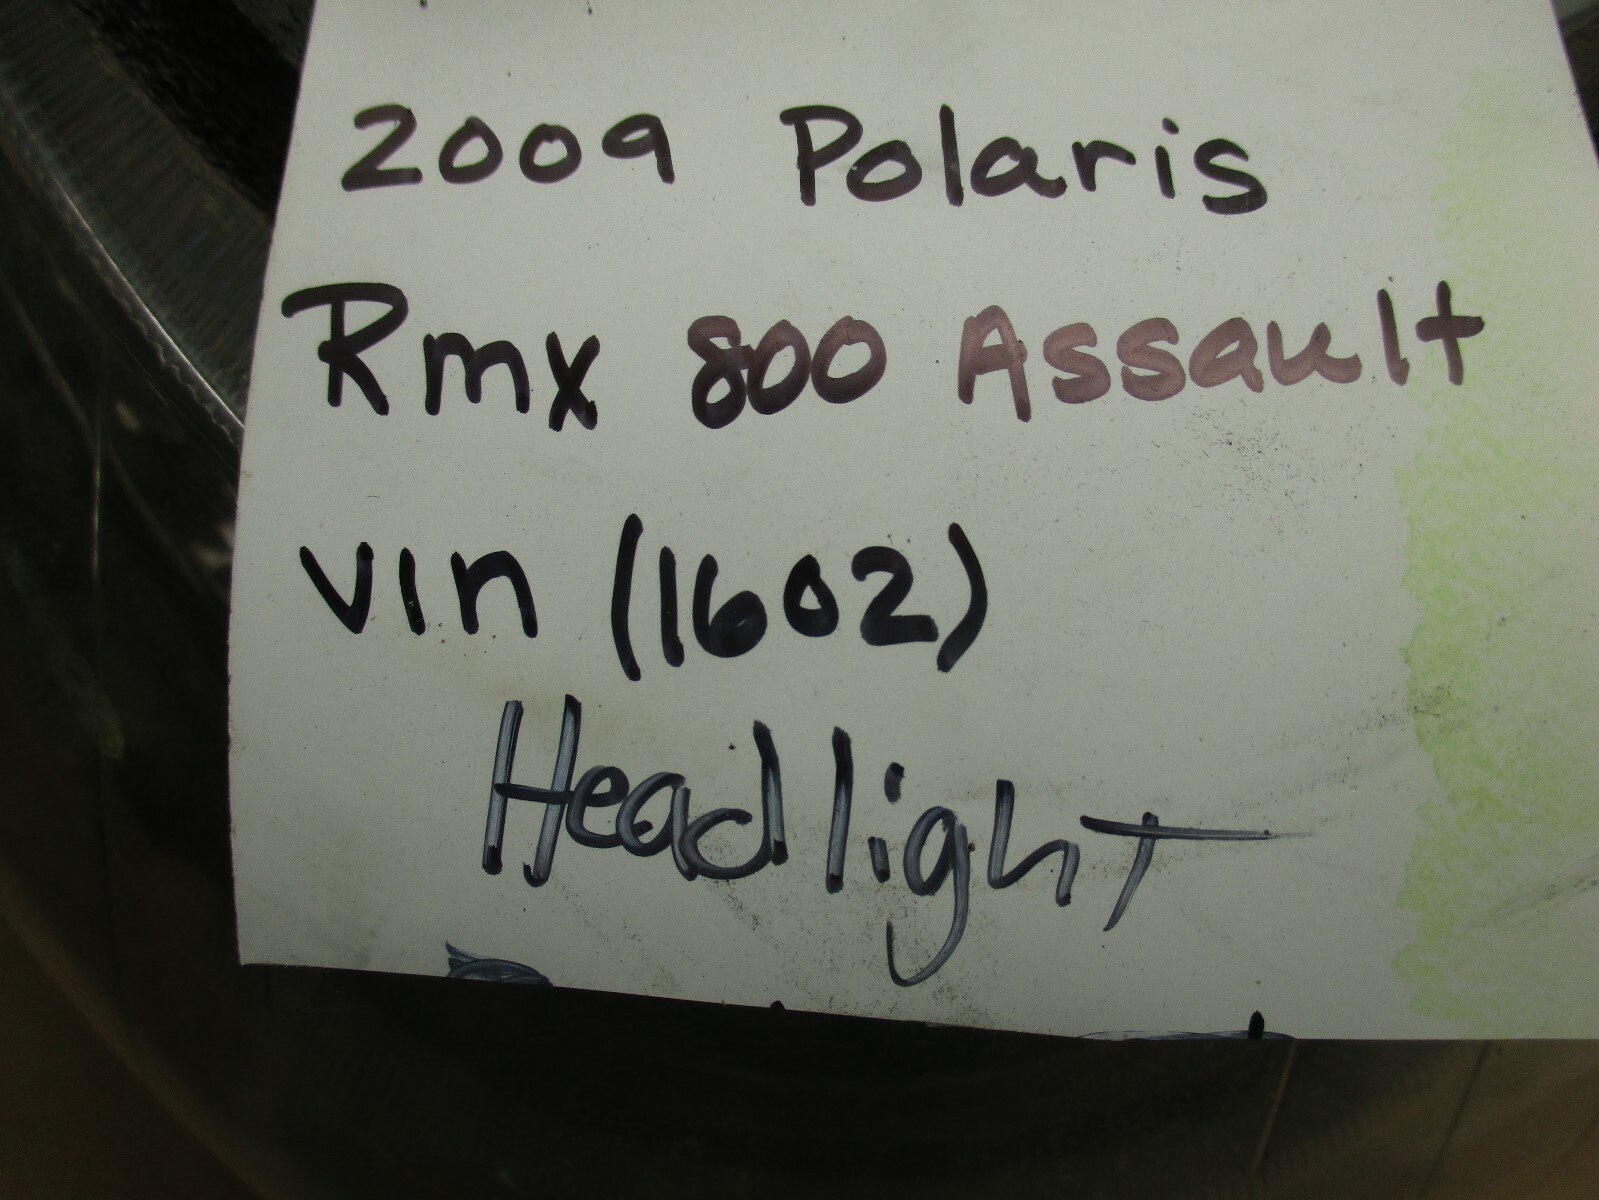 2009 Polaris
Rmx 800 Assault
vin (1602)
Headlight